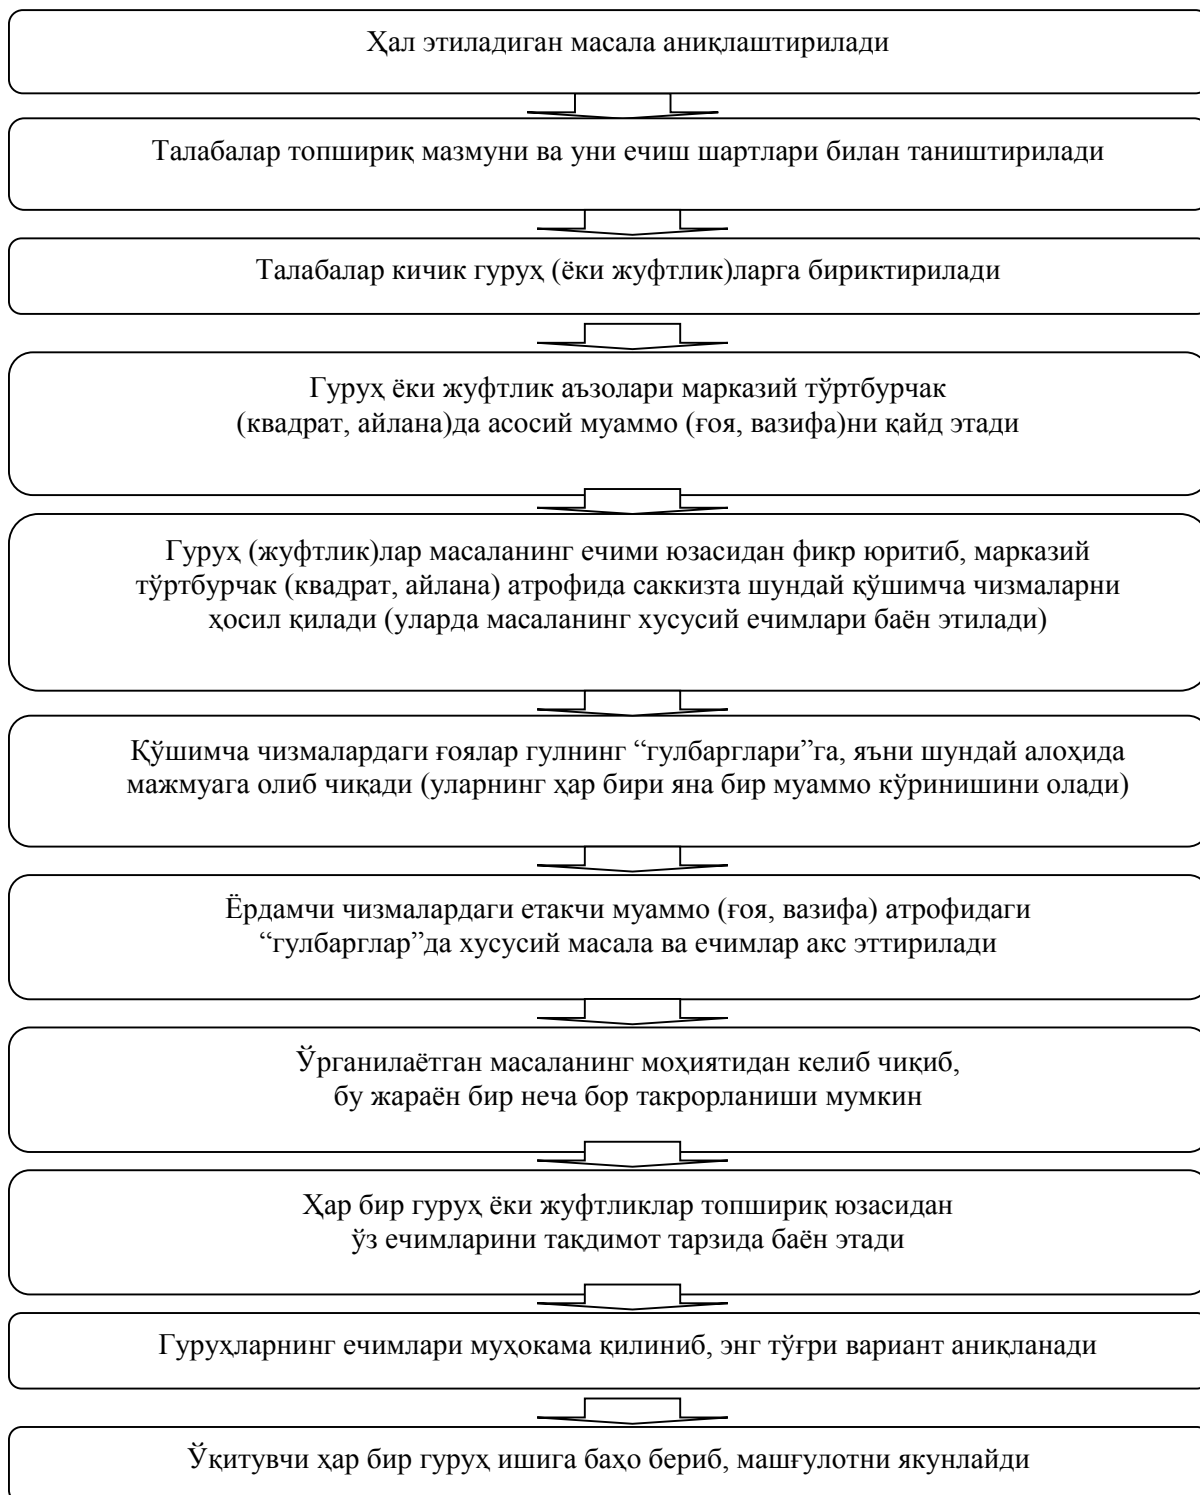 Ҳал этиладиган масала аниқлаштирилади
Талабалар топшириқ мазмуни ва уни ечиш шартлари билан таништирилади
Талабалар кичик гуруҳ (ёки жуфтлик)ларга бириктирилади
Гуруҳ ёки жуфтлик аъзолари марказий тўртбурчак
(квадрат, айлана)да асосий муаммо (ғоя, вазифа)ни қайд этади
Гуруҳ (жуфтлик)лар масаланинг ечими юзасидан фикр юритиб, марказий
тўртбурчак (квадрат, айлана) атрофида саккизта шундай қўшимча чизмаларни
ҳосил қилади (уларда масаланинг хусусий ечимлари баён этилади)
Қўшимча чизмалардаги ғоялар гулнинг “гулбарглари”га, яъни шундай алоҳида
мажмуага олиб чиқади (уларнинг ҳар бири яна бир муаммо кўринишини олади)
Ёрдамчи чизмалардаги етакчи муаммо (ғоя, вазифа) атрофидаги
“гулбарглар”да хусусий масала ва ечимлар акс эттирилади
Ўрганилаётган масаланинг моҳиятидан келиб чиқиб,
бу жараён бир неча бор такрорланиши мумкин
Ҳар бир гуруҳ ёки жуфтликлар топшириқ юзасидан
ўз ечимларини тақдимот тарзида баён этади
Гуруҳларнинг ечимлари муҳокама қилиниб, энг тўғри вариант аниқланади
Ўқитувчи ҳар бир гуруҳ ишига баҳо бериб, машғулотни якунлайди